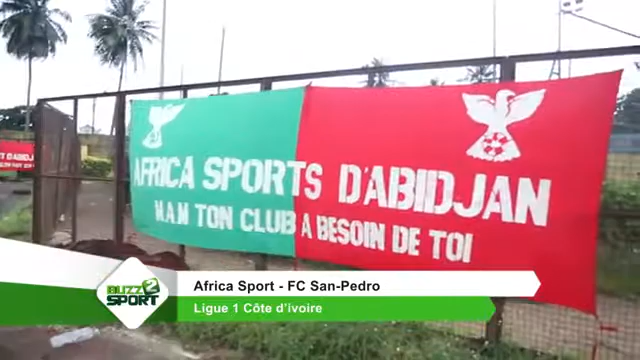 AFRICA SPORTS D'ABIDJAN
M.A.M TON CLUB A BESOIN DE TOI
BUZZ 2
SPORT
Africa Sport - FC San-Pedro
Ligue 1 Côte d'ivoire